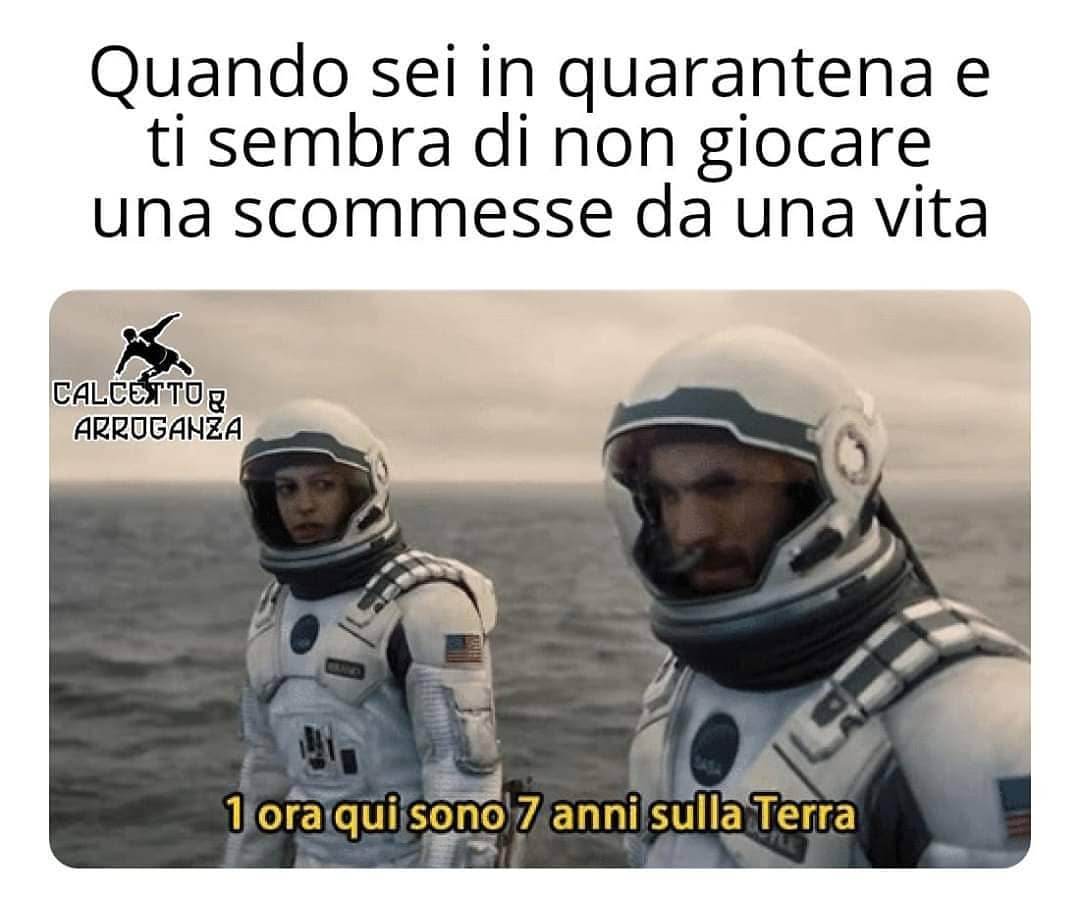 Quando sei in quarantena e
ti sembra di non giocare
una scommesse da una vita
CALCETTO &
ARROGANZA
NASA
1 ora qui sono 7 anni sulla Terra